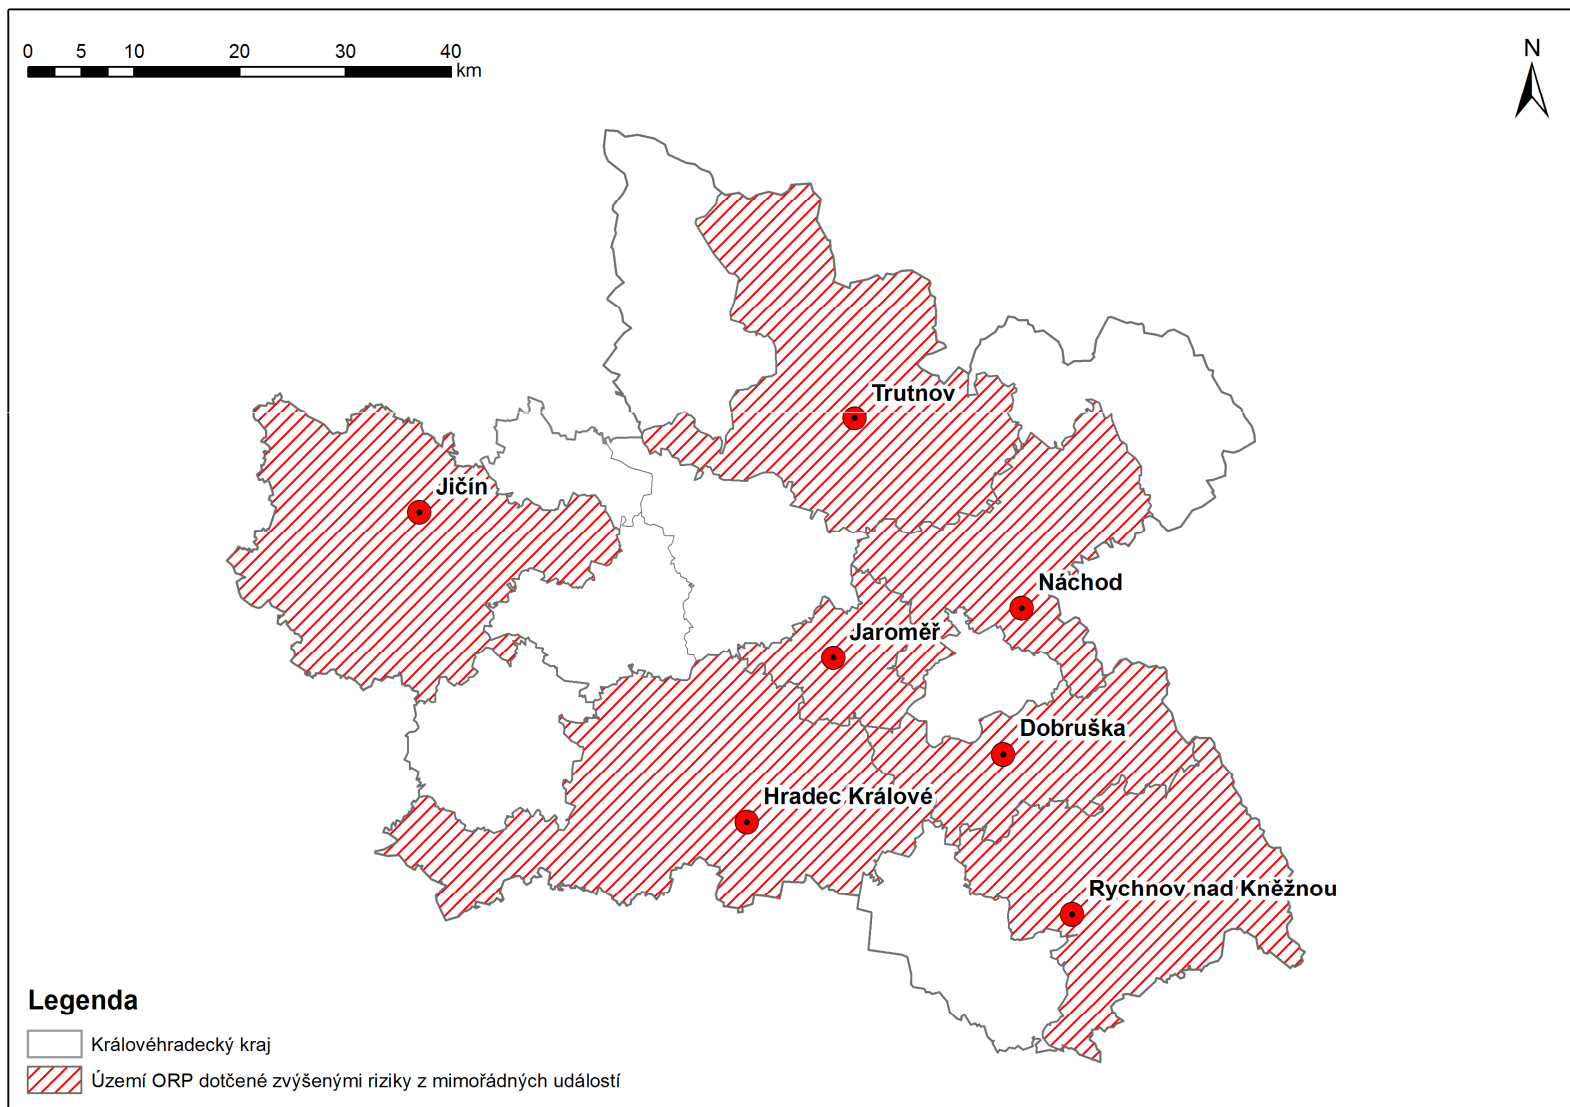 0 5 10 20 30 40
km
N
Trutnov
Jičín
Náchod
Jaroměř
Dobruška
Hradec Králové
Rychnov nad Kněžnou
Legenda
Královéhradecký kraj
Území ORP dotčené zvýšenými riziky z mimořádných událostí